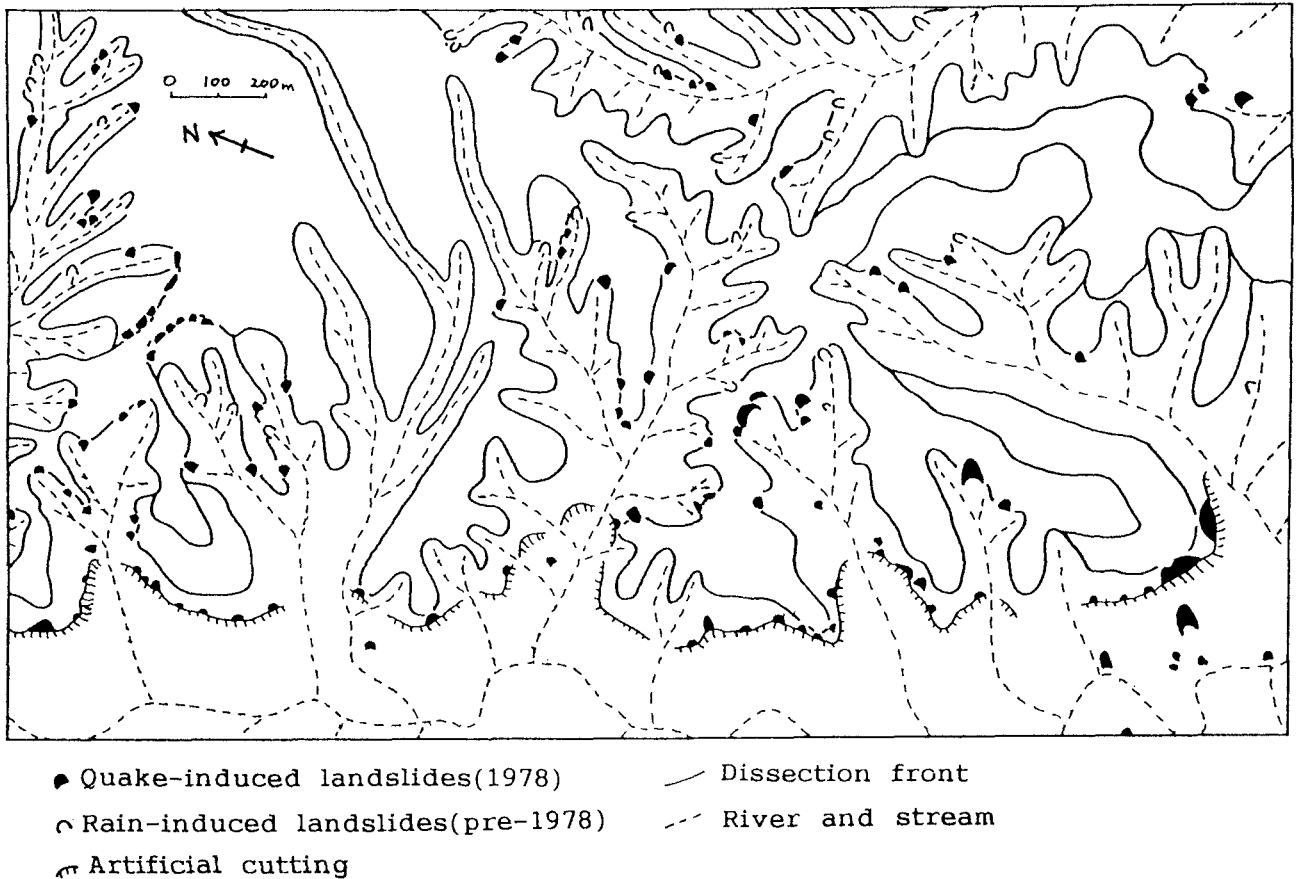 0 100 200m
N
Quake-induced landslides(1978)
Dissection front
Rain-induced landslides(pre-1978)
River and stream
Artificial cutting